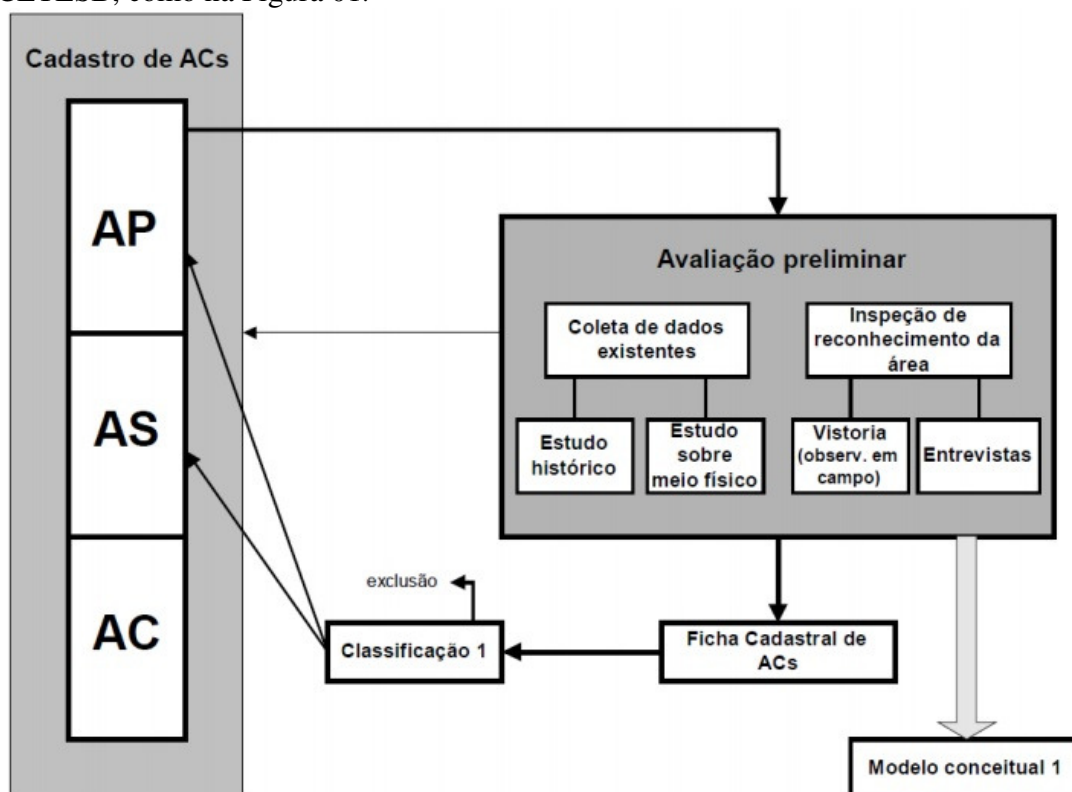 como na Figura 01.
Cadastro de ACs
AP
AS
AC
Avaliação preliminar
Coleta de dados
existentes
Estudo
histórico
Estudo
sobre
meio físico
Inspeção de
reconhecimento da
área
Vistoria
(observ. em
campo)
Entrevistas
exclusão
Classificação 1
Ficha Cadastral de
ACs
Modelo conceitual 1